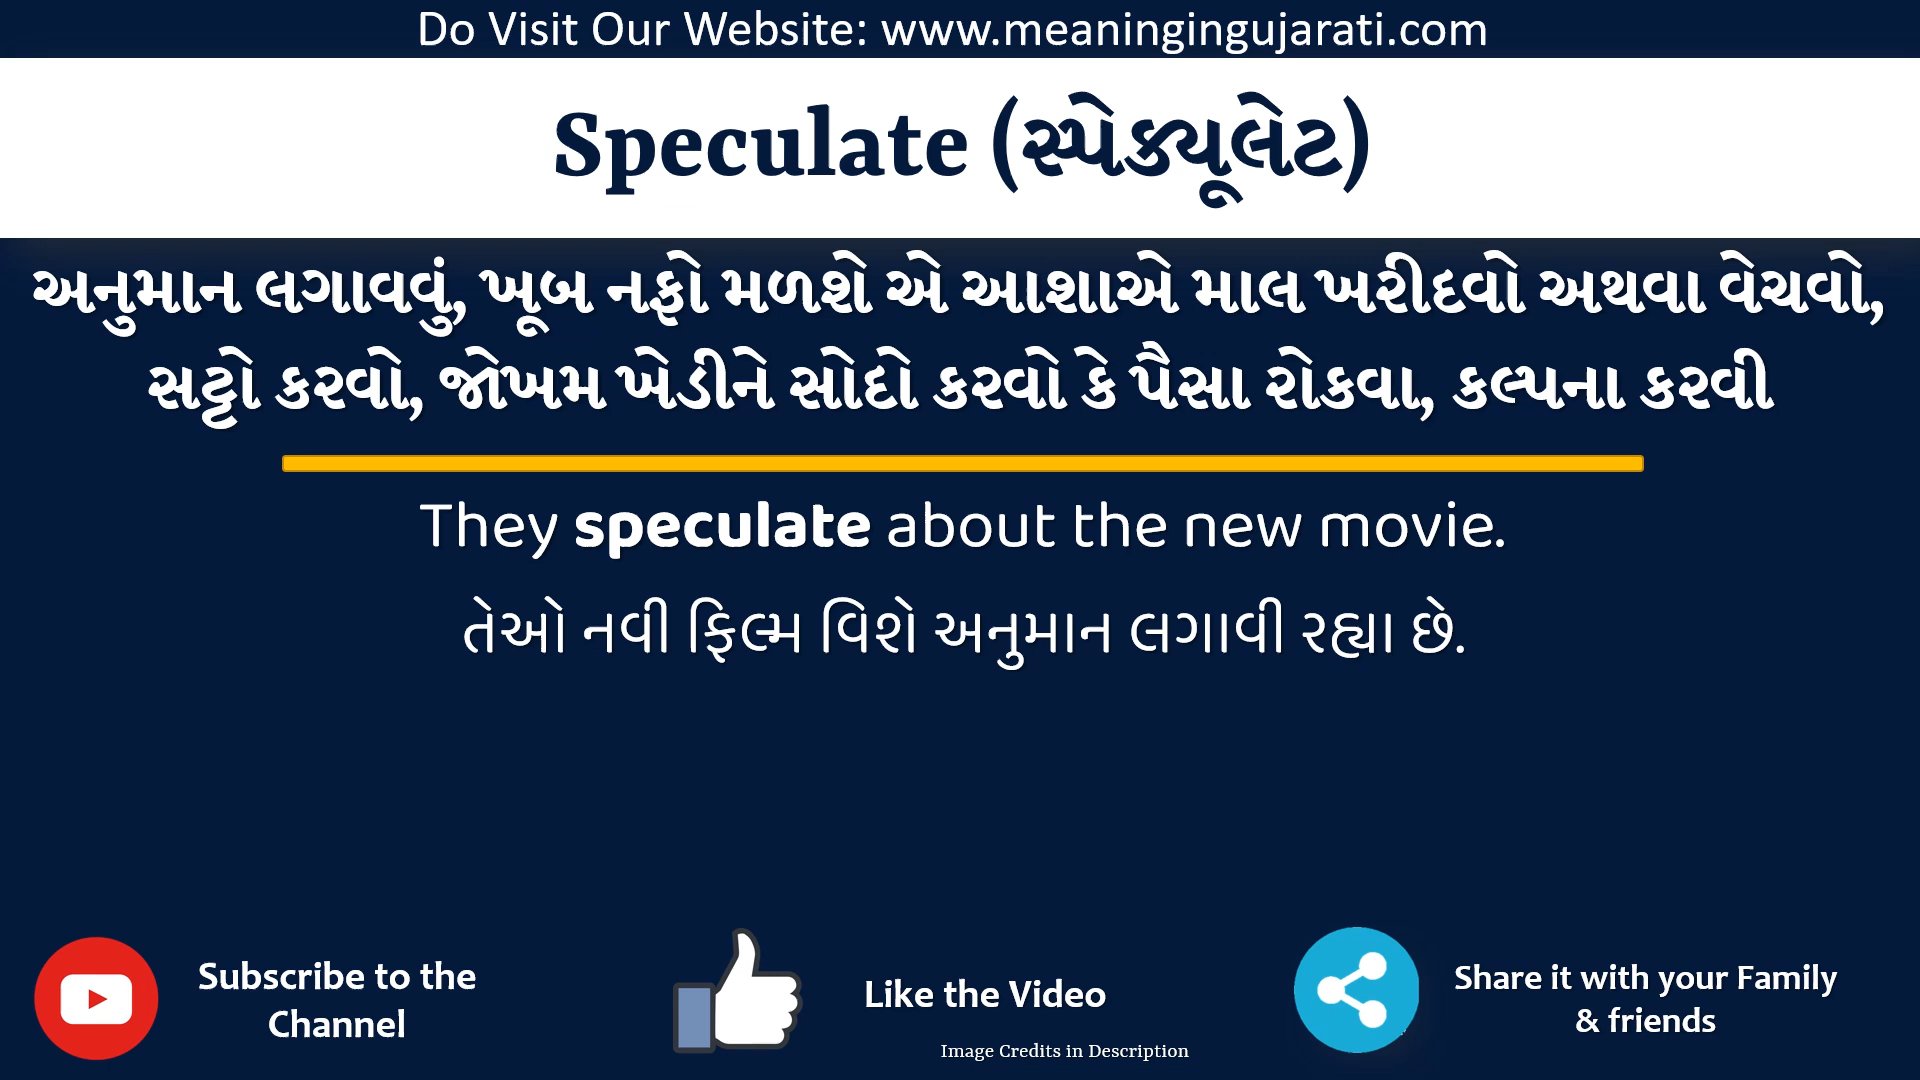 Do Visit Our Website: www.meaningingujarati.com
Speculate (સ્પેક્યૂલેટ)
અનુમાન લગાવવું, ખૂબ નફો મળશે એ આશાએ માલ ખરીદવો અથવા વેચવો,
સટ્ટો કરવો, જોખમ ખેડીને સોદો કરવો કે પૈસા રોકવા, કલ્પના કરવી
They speculate about the new movie.
તેઓ નવી ફિલ્મ વિશે અનુમાન લગાવી રહ્યા છે.
Subscribe to the
Channel
Like the Video
Share it with your Family
& friends
Image Credits in Description